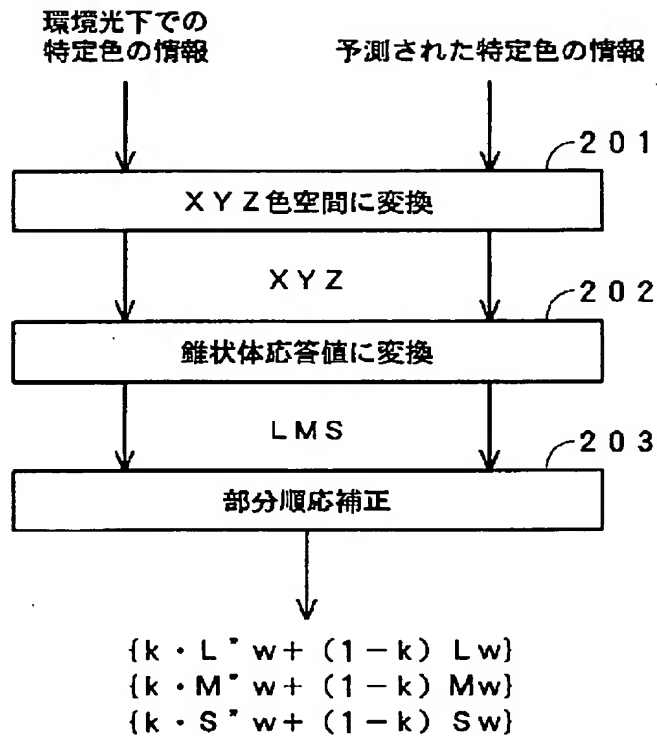 環境光下での
特定色の情報
予測された特定色の情報
201
XYZ色空間に変換
XYZ
202
錐状体応答値に変換
LMS
203
部分順応補正
{k・L"w+(1-k)Lw}
{k・M"w+(1-k)Mw}
{k・S"w+(1-k)Sw}